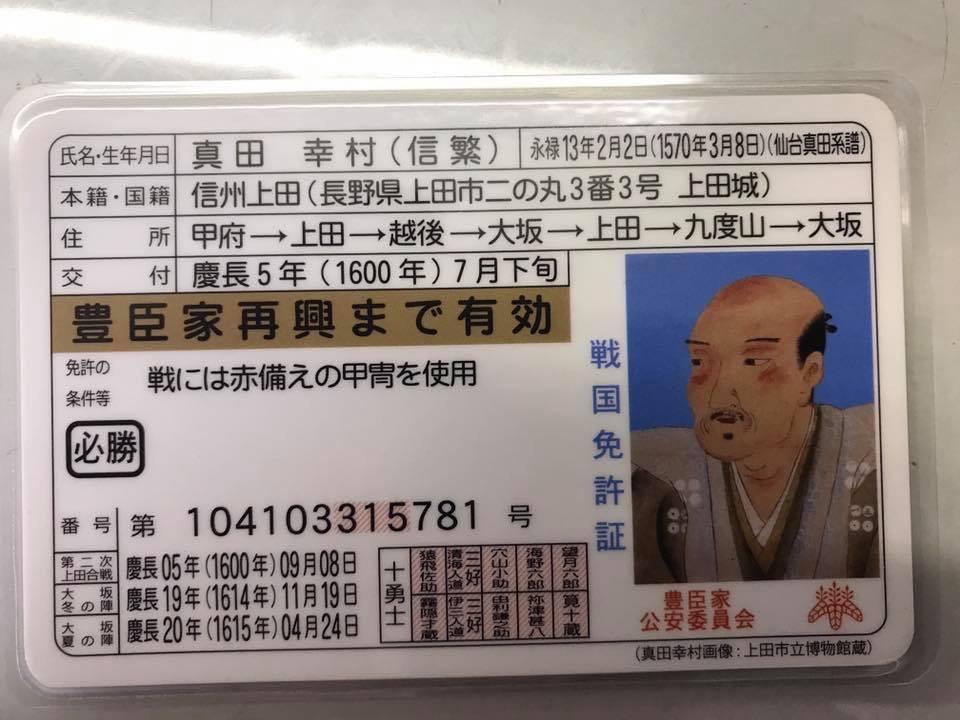 氏名・生年月日 真田 幸村(信繁) 永禄13年2月2日(1570年3月8日)(仙台真田系譜)
本籍・国籍 信州上田(長野県上田市二の丸3番3号 上田城)
住所 甲府→上田→越後→大坂→上田→九度山→大坂
交付 慶長5年(1600年)7月下旬
豊臣家再興まで有効
免許の
条件等
戦には赤備えの甲冑を使用
必勝
戦国免許証
番号 第 104103315781 号
第二次
上田合戦
慶長05年(1600年)09月08日
大坂
冬の陣
慶長19年(1614年)11月19日
大坂
夏の陣
慶長20年(1615年)04月24日
十勇士
猿飛佐助
三好
清海入道
穴山小助
海野六郎
望月六郎
霧隠才蔵
三好
伊三入道
由利鎌之助
祢津甚八
筧十蔵
豊臣家
公安委員会
(真田幸村画像:上田市立博物館蔵)